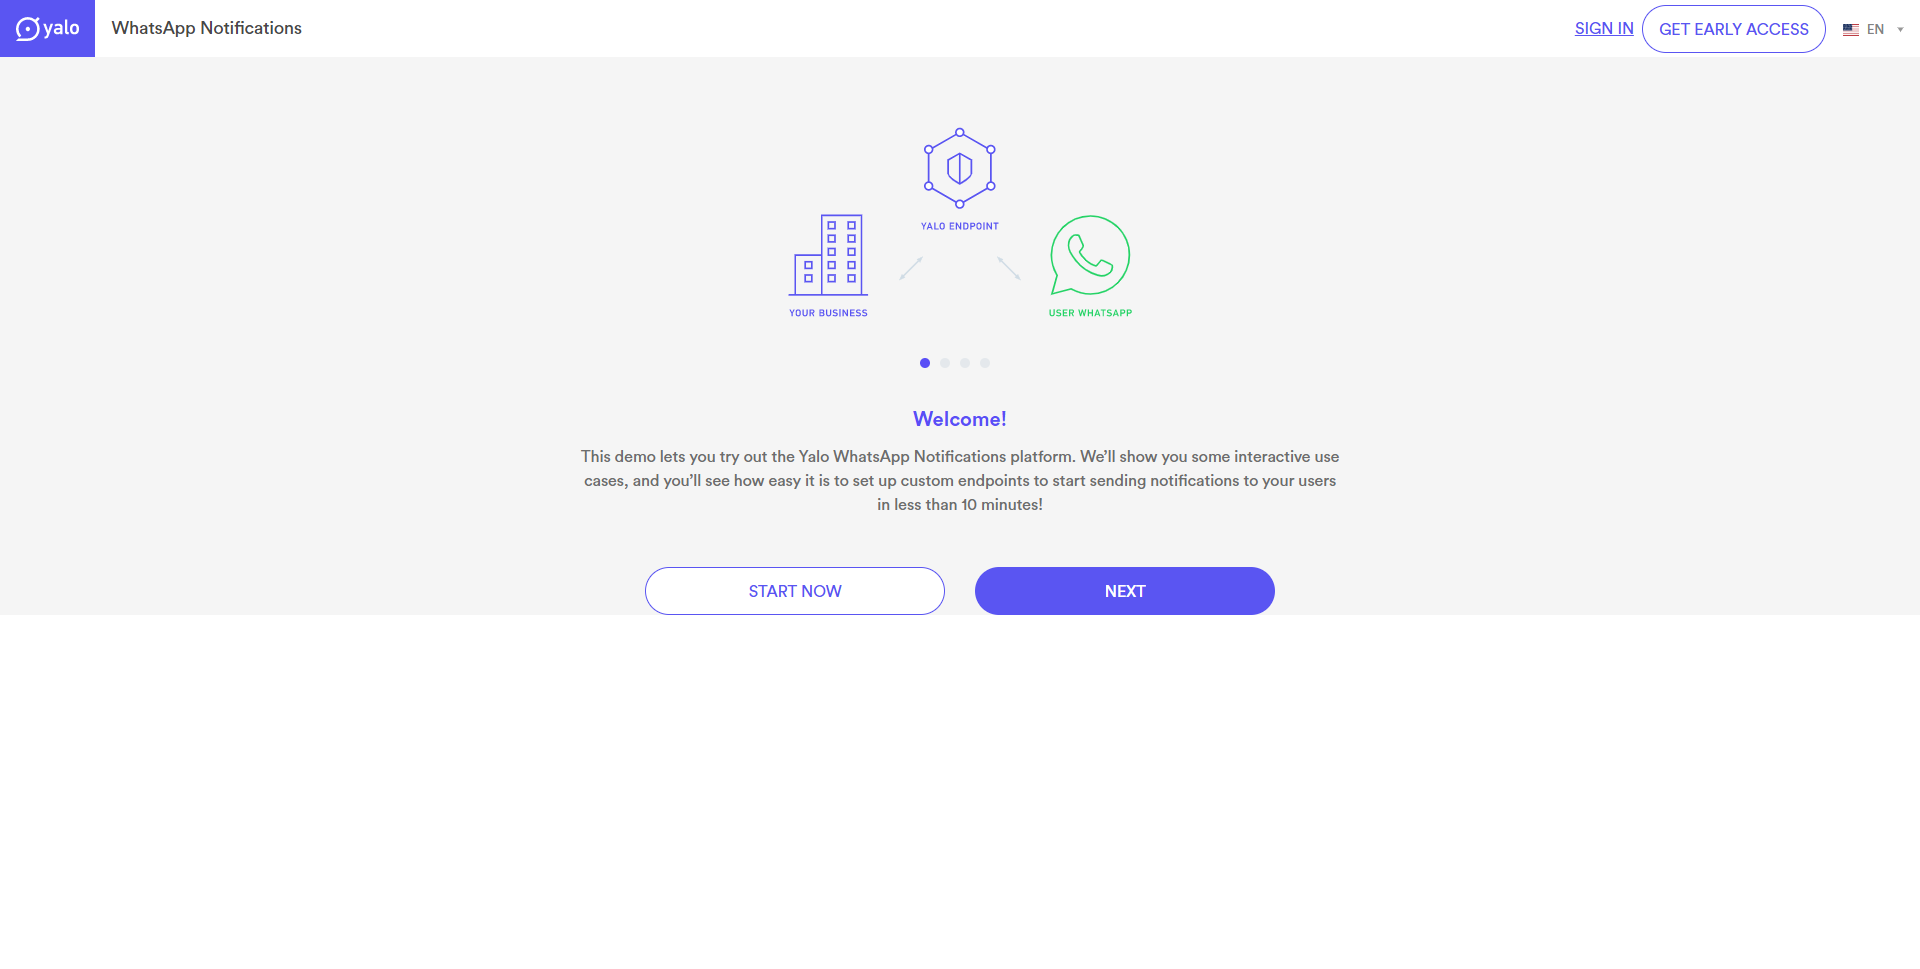 yalo
WhatsApp Notifications
SIGN IN
GET EARLY ACCESS
EN
YALO ENDPOINT
YOUR BUSINESS
USER WHATSAPP
Welcome!
This demo lets you try out the Yalo WhatsApp Notifications platform. We’ll show you some interactive use
cases, and you’ll see how easy it is to set up custom endpoints to start sending notifications to your users
in less than 10 minutes!
START NOW
NEXT